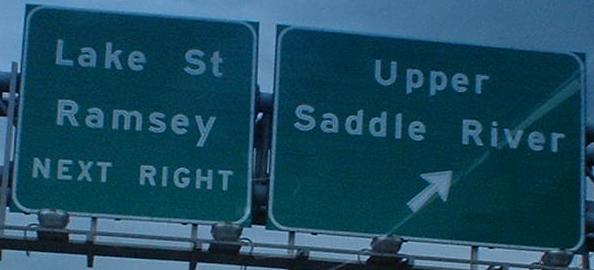 Lake St
Ramsey
NEXT RIGHT
Upper
Saddle River